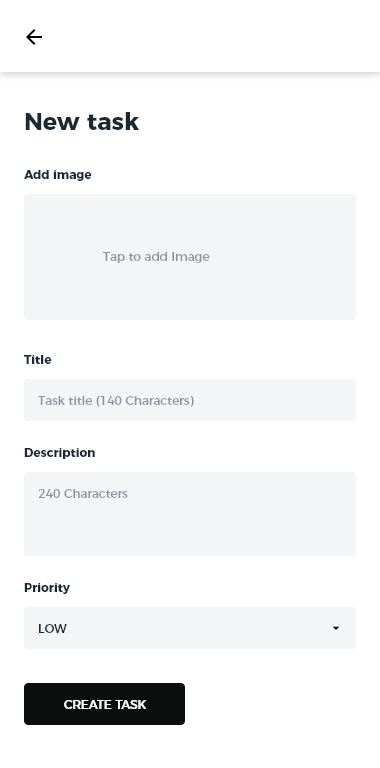 New task
Add image
Tap to add Image
Title
Task title (140 Characters)
Description
240 Characters
Priority
LOW
CREATE TASK